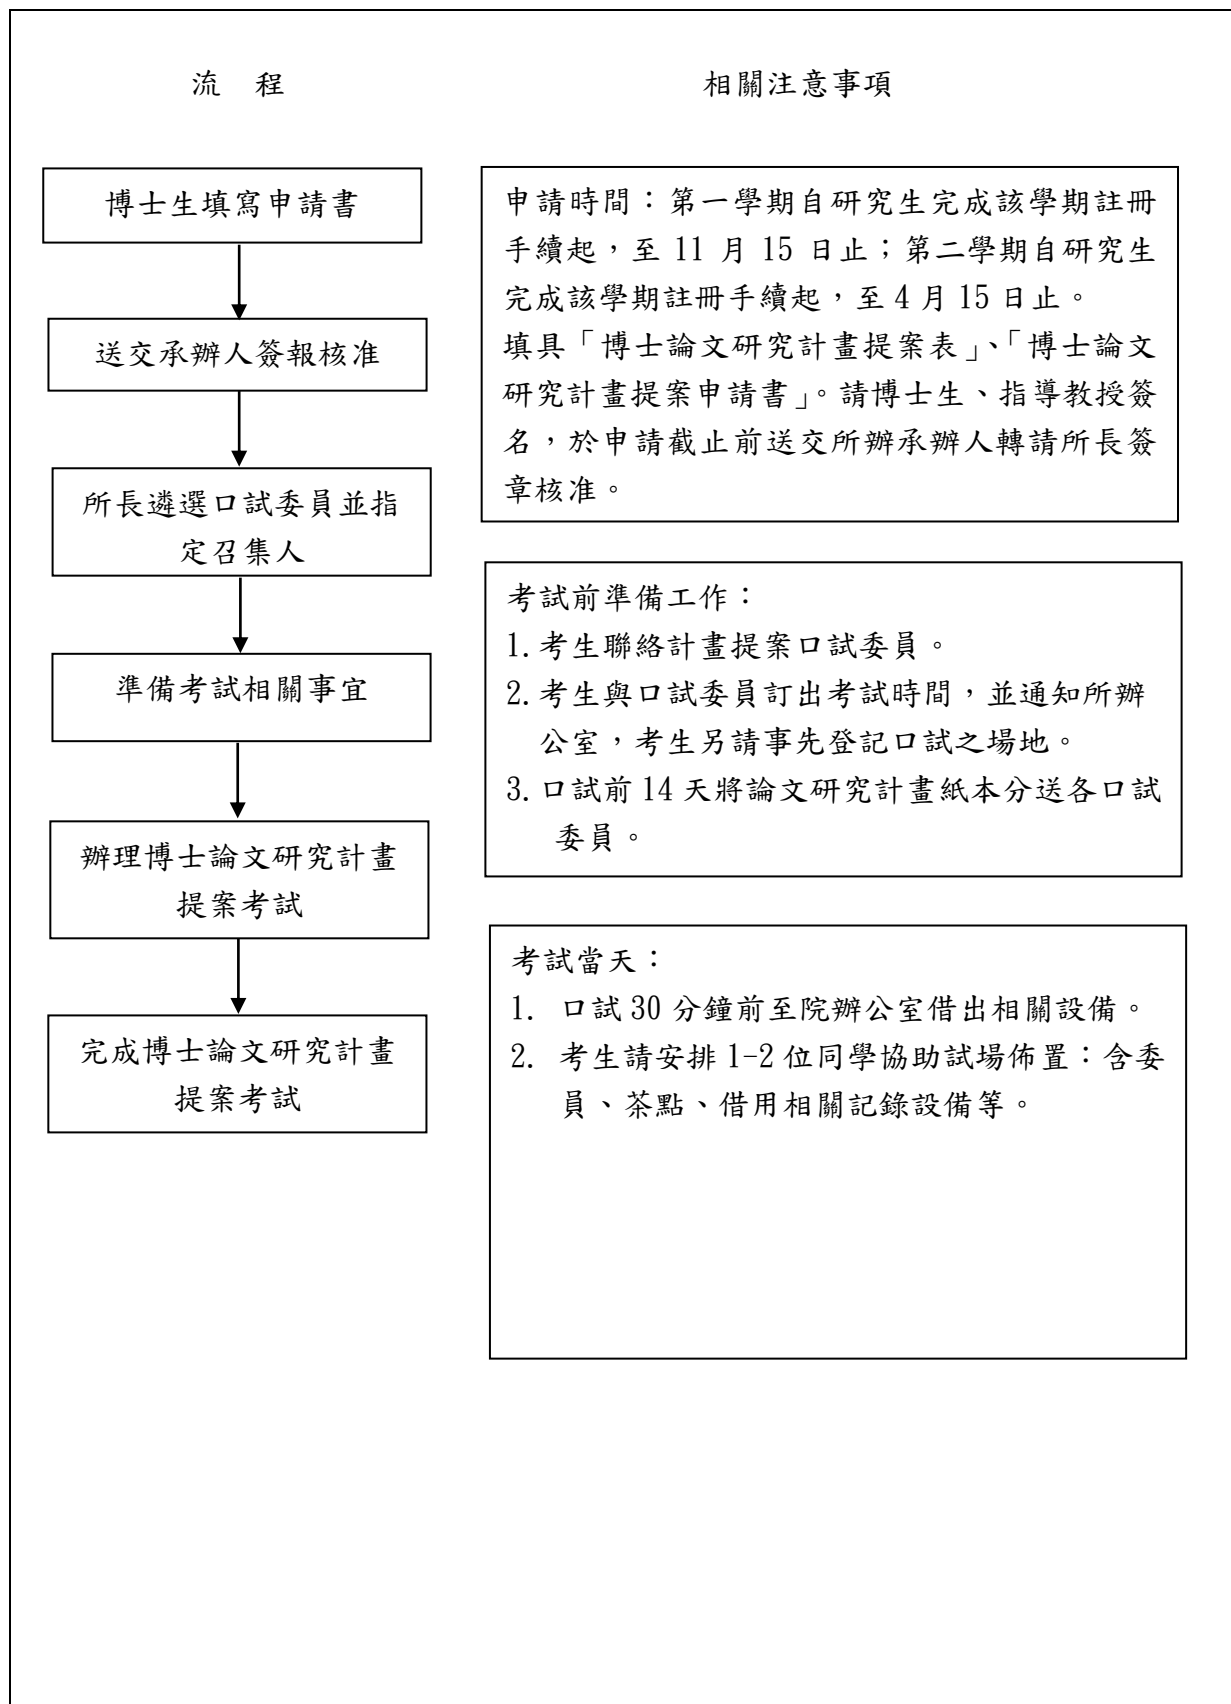 流　程
相關注意事項
博士生填寫申請書
送交承辦人簽報核准
所長遴選口試委員並指
定召集人
準備考試相關事宜
辦理博士論文研究計畫
提案考試
完成博士論文研究計畫
提案考試
申請時間：第一學期自研究生完成該學期註冊
手續起，至 11 月 15 日止；第二學期自研究生
完成該學期註冊手續起，至 4 月 15 日止。
填具「博士論文研究計畫提案表」、「博士論文
研究計畫提案申請書」。請博士生、指導教授簽
名，於申請截止前送交所辦承辦人轉請所長簽
章核准。
考試前準備工作：
1.考生聯絡計畫提案口試委員。
2.考生與口試委員訂出考試時間，並通知所辦
公室，考生另請事先登記口試之場地。
3.口試前 14 天將論文研究計畫紙本分送各口試
委員。
考試當天：
1. 口試 30 分鐘前至院辦公室借出相關設備。
2. 考生請安排 1-2 位同學協助試場佈置：含委
員、茶點、借用相關記錄設備等。